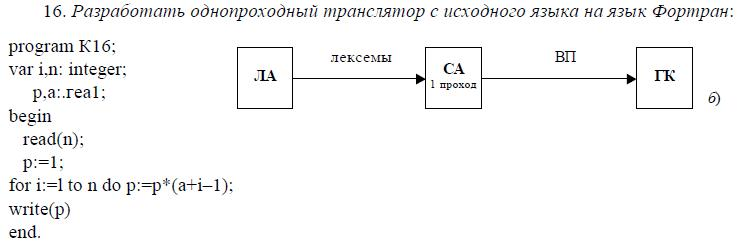 16. Разработать однопроходный транслятор с исходного языка на язык Фортран:
program К16;
var i,n: integer;
p,a:.rea1;
begin
read(n);
p:=1;
for i:=l to n do p:=p*(a+i–1);
write(p)
end.
ЛА
лексемы
СА
1 проход
ВП
ГК
б)